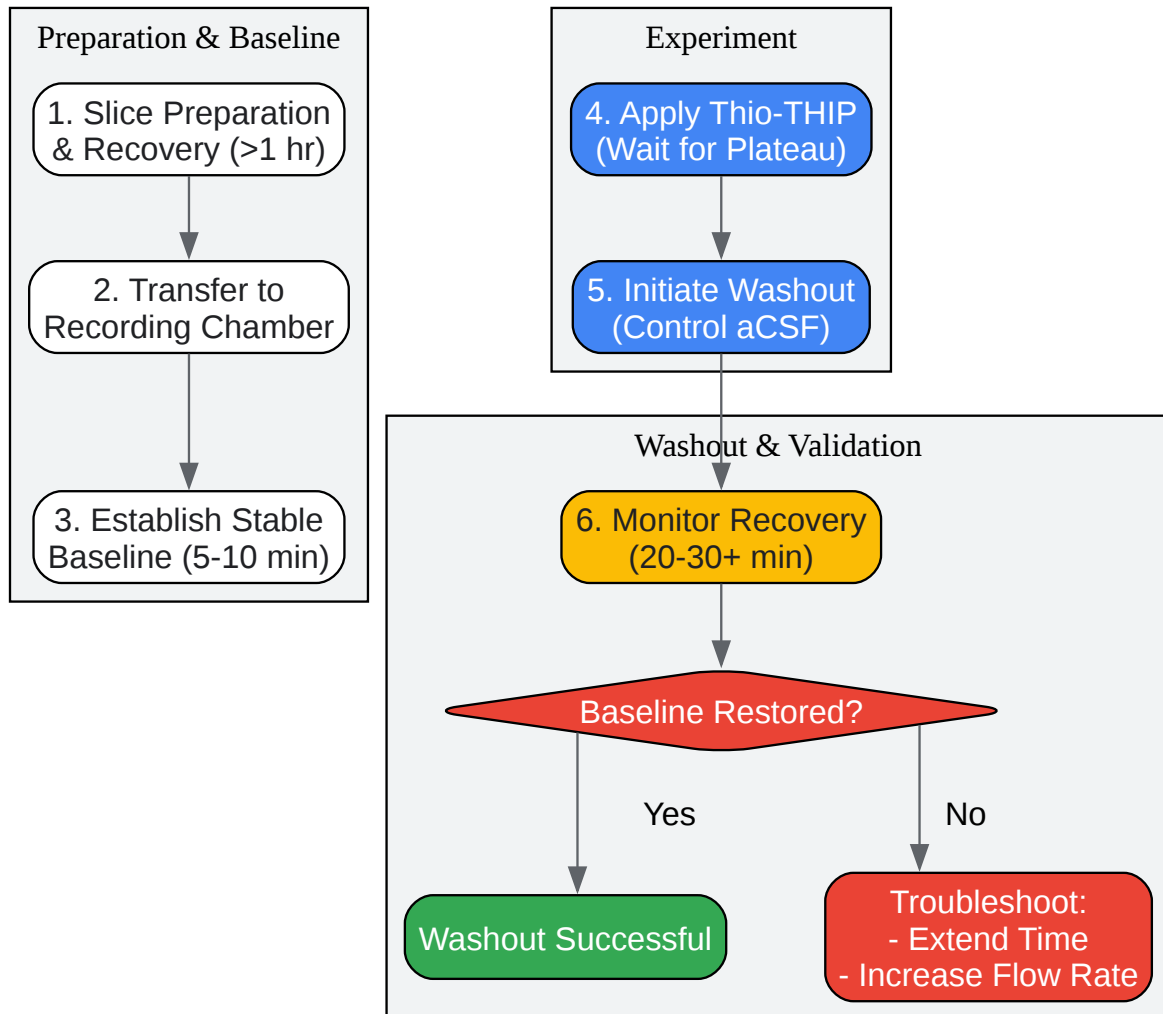 Preparation & Baseline
1. Slice Preparation
& Recovery (>1 hr)
2. Transfer to
Recording Chamber
3. Establish Stable
Baseline (5-10 min)
Experiment
4. Apply Thio-THIP
(Wait for Plateau)
5. Initiate Washout
(Control aCSF)
Washout & Validation
6. Monitor Recovery
(20-30+ min)
Baseline Restored?
Yes
No
Washout Successful
Troubleshoot:
- Extend Time
- Increase Flow Rate